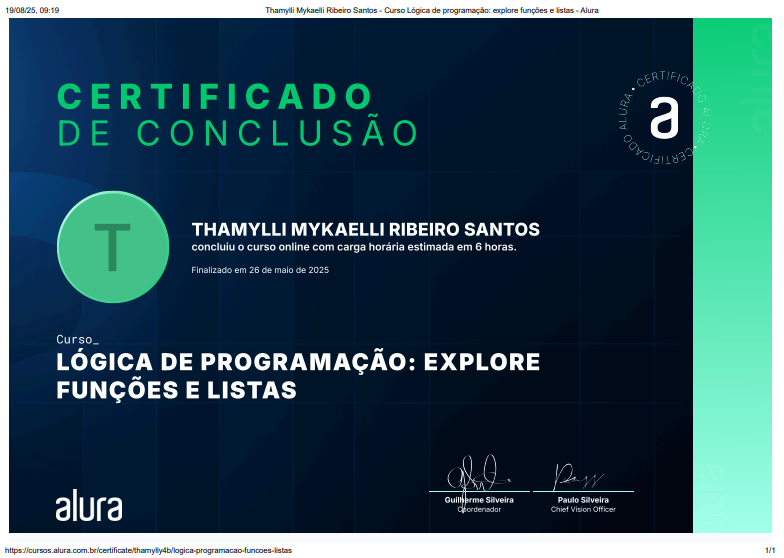 19/08/25, 09:19
Thamylli Mykaelli Ribeiro Santos - Curso Lógica de programação: explore funções e listas - Alura
CERTIFICADO
DE CONCLUSÃO
CERTIFICADO ALURA • CERTIFICADO ALURA •
a
alura
T
THAMYLLI MYKAELLI RIBEIRO SANTOS
concluiu o curso online com carga horária estimada em 6 horas.
Finalizado em 26 de maio de 2025
Curso_
LÓGICA DE PROGRAMAÇÃO: EXPLORE
FUNÇÕES E LISTAS
alura
Guilherme Silveira
Coordenador
Paulo Silveira
Chief Vision Officer
alura
https://cursos.alura.com.br/certificate/thamylly4b/logica-programacao-funcoes-listas
1/1